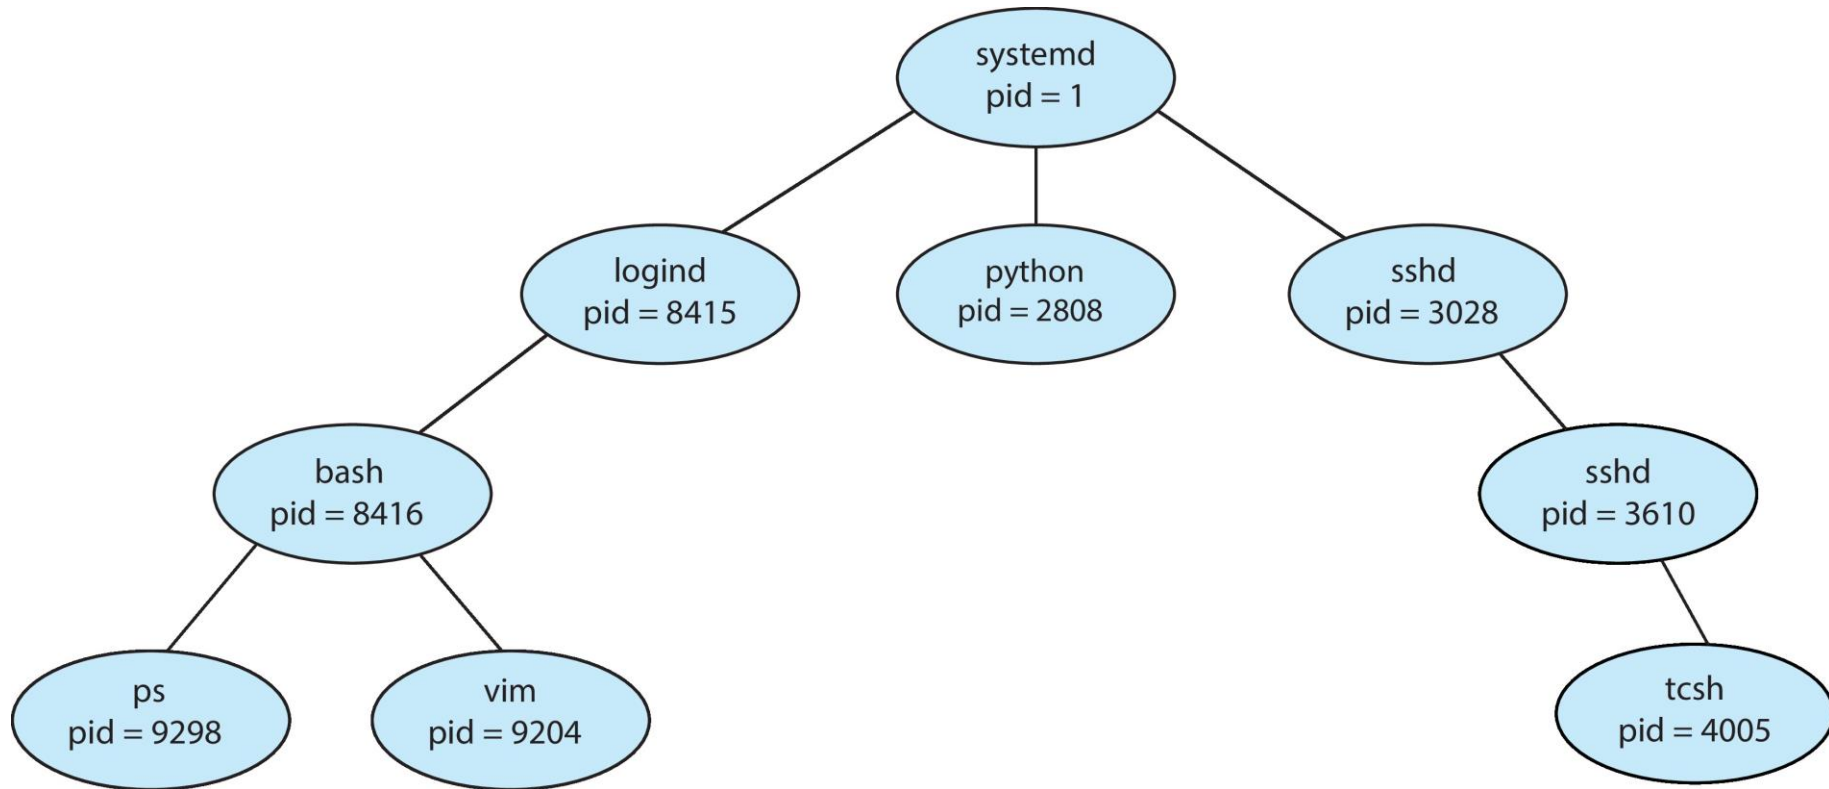 systemd
pid = 1
logind
pid = 8415
python
pid = 2808
sshd
pid = 3028
bash
pid = 8416
sshd
pid = 3610
ps
pid = 9298
vim
pid = 9204
tcsh
pid = 4005